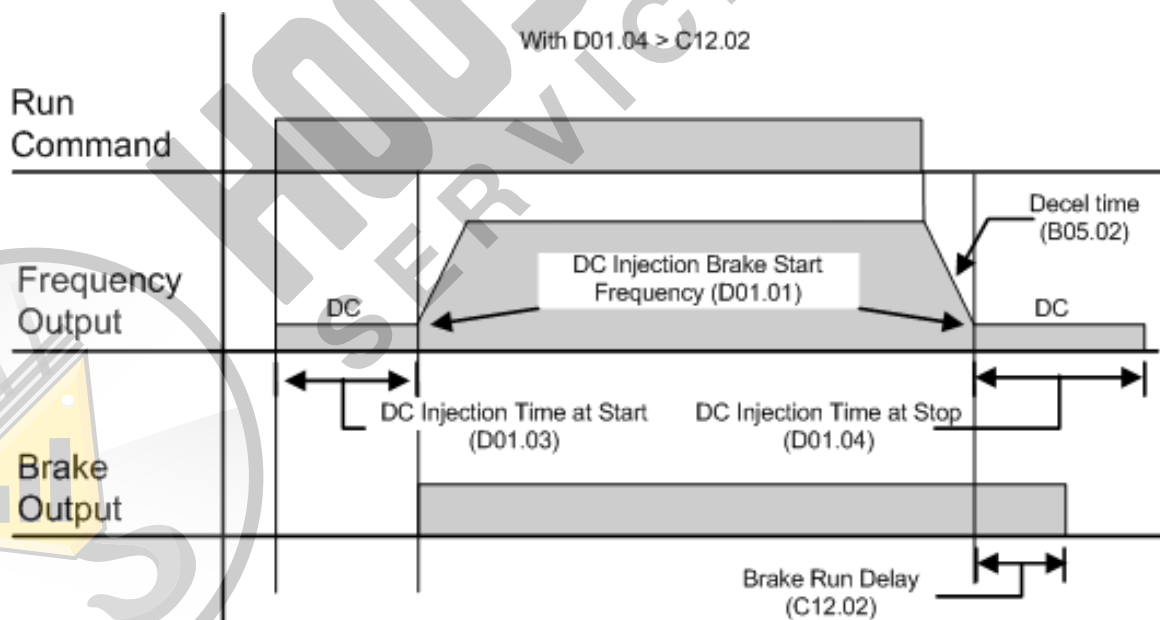 With D01.04 > C12.02
Run
Command
Decel time
(B05.02)
DC Injection Brake Start
Frequency (D01.01)
Frequency
Output
DC
DC
DC Injection Time at Start
(D01.03)
DC Injection Time at Stop
(D01.04)
Brake
Output
Brake Run Delay
(C12.02)
SERVIC
HOU
S